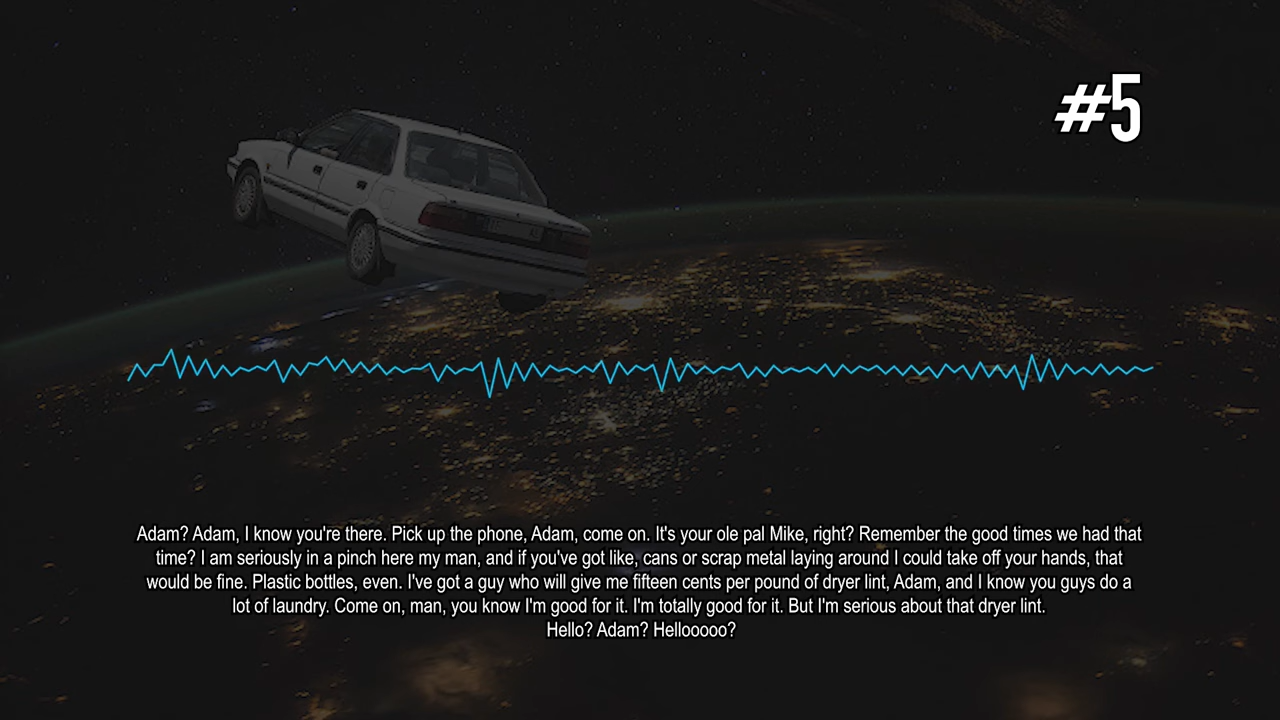 #5
Adam? Adam, I know you're there. Pick up the phone, Adam, come on. It's your ole pal Mike, right? Remember the good times we had that
time? I am seriously in a pinch here my man, and if you've got like, cans or scrap metal laying around I could take off your hands, that
would be fine. Plastic bottles, even. I've got a guy who will give me fifteen cents per pound of dryer lint, Adam, and I know you guys do a
lot of laundry. Come on, man, you know I'm good for it. I'm totally good for it. But I'm serious about that dryer lint.
Hello? Adam? Hellooooo?